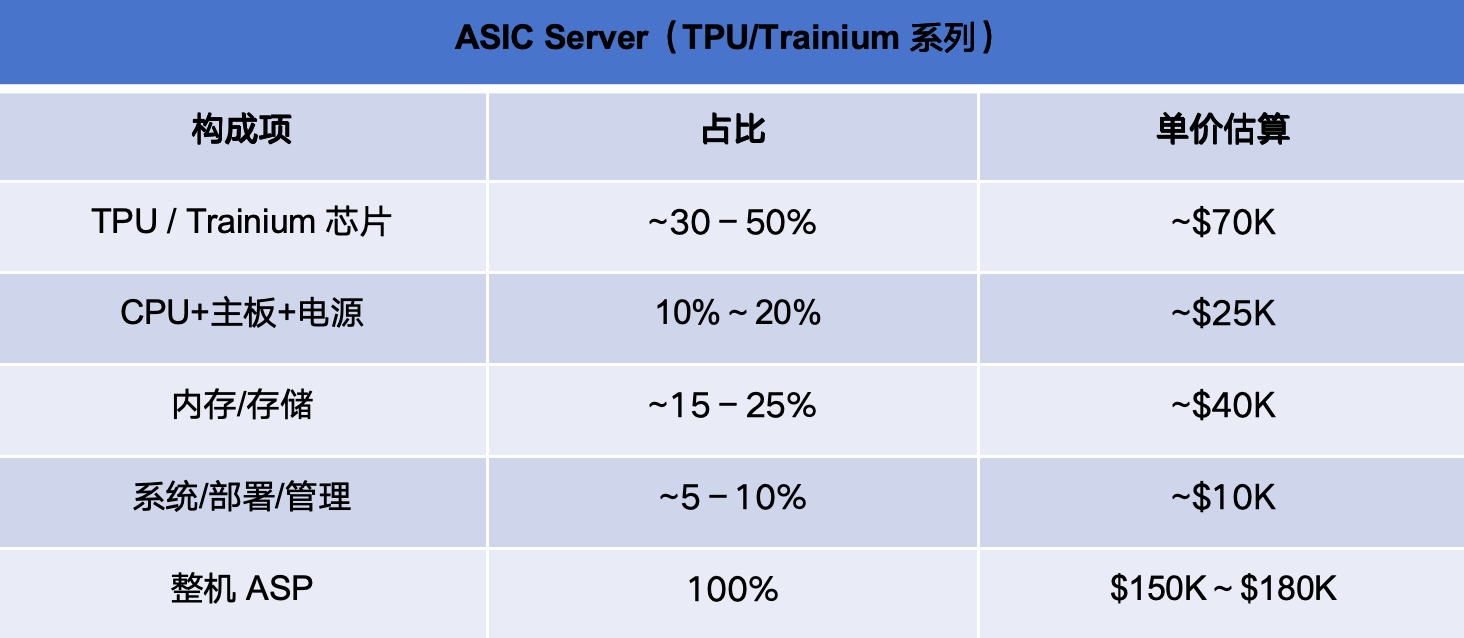 ASIC Server（TPU/Trainium 系列）
构成项 占比 单价估算
TPU / Trainium 芯片 ~30－50% ~$70K
CPU+主板+电源 10%~20% ~$25K
内存/存储 ~15－25% ~$40K
系统/部署/管理 ~5－10% ~$10K
整机 ASP 100% $150K~$180K